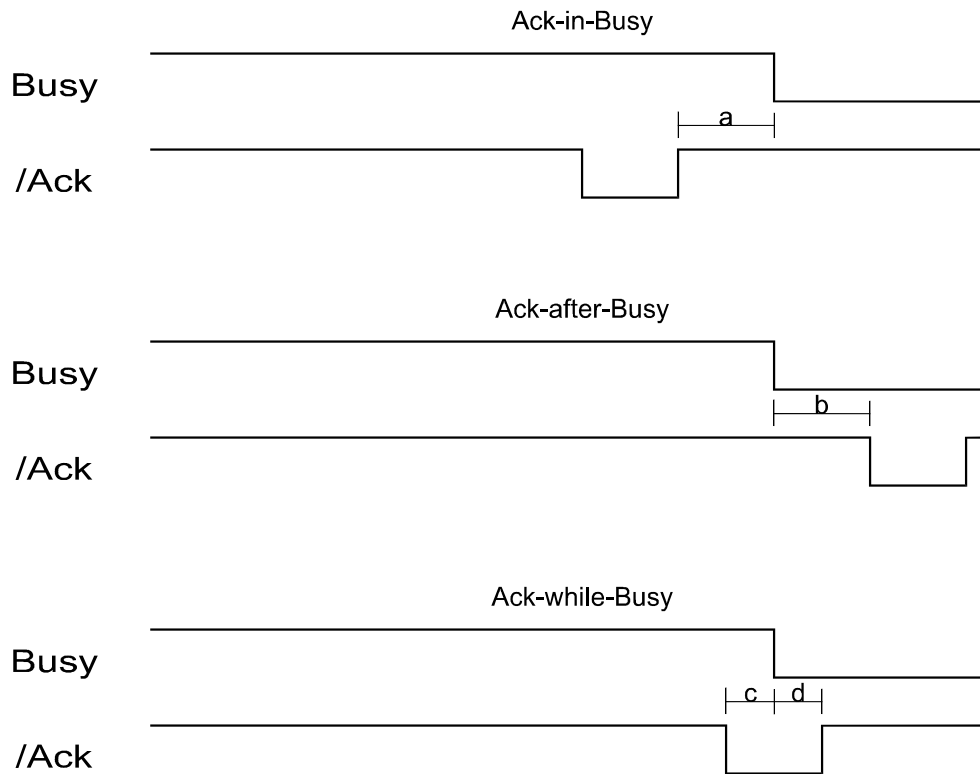 Ack-in-Busy
Busy
a
/Ack
Ack-after-Busy
Busy
b
/Ack
Ack-while-Busy
Busy
c d
/Ack